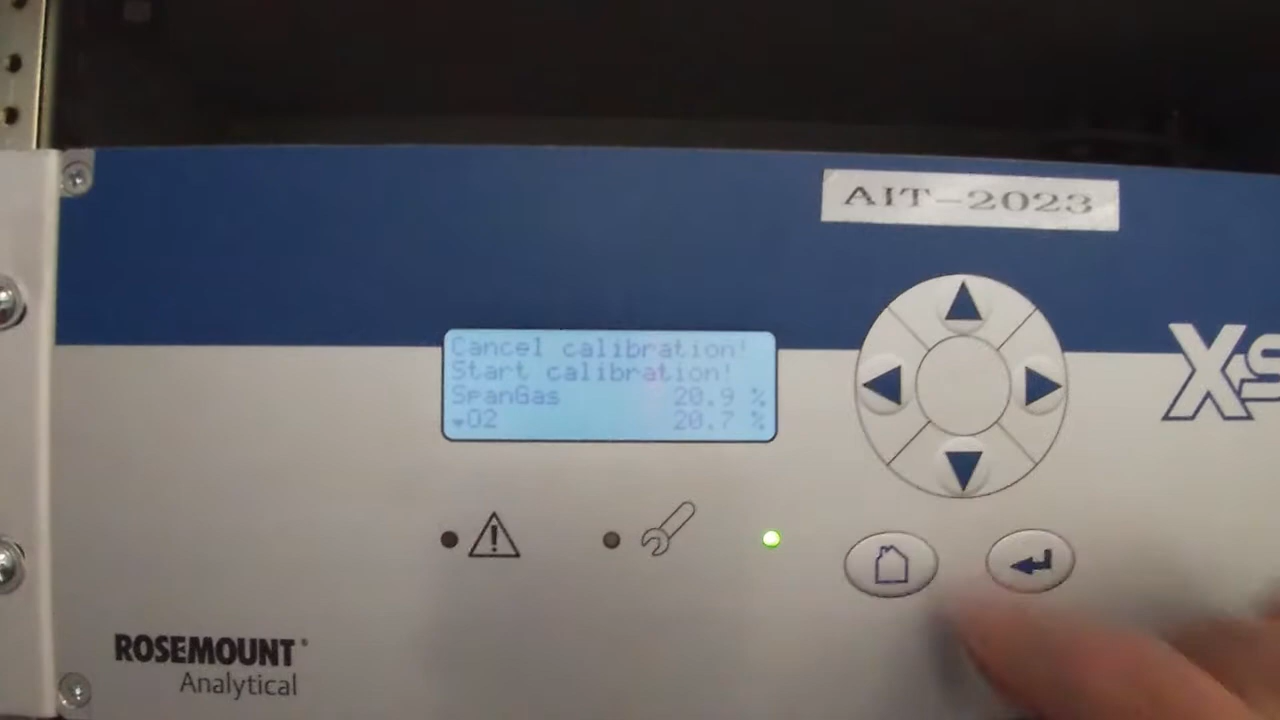 AIT-2023
Cancel calibration!
Start calibration!
SpanGas 20.9 %
O2 20.7 %
ROSEMOUNT
Analytical